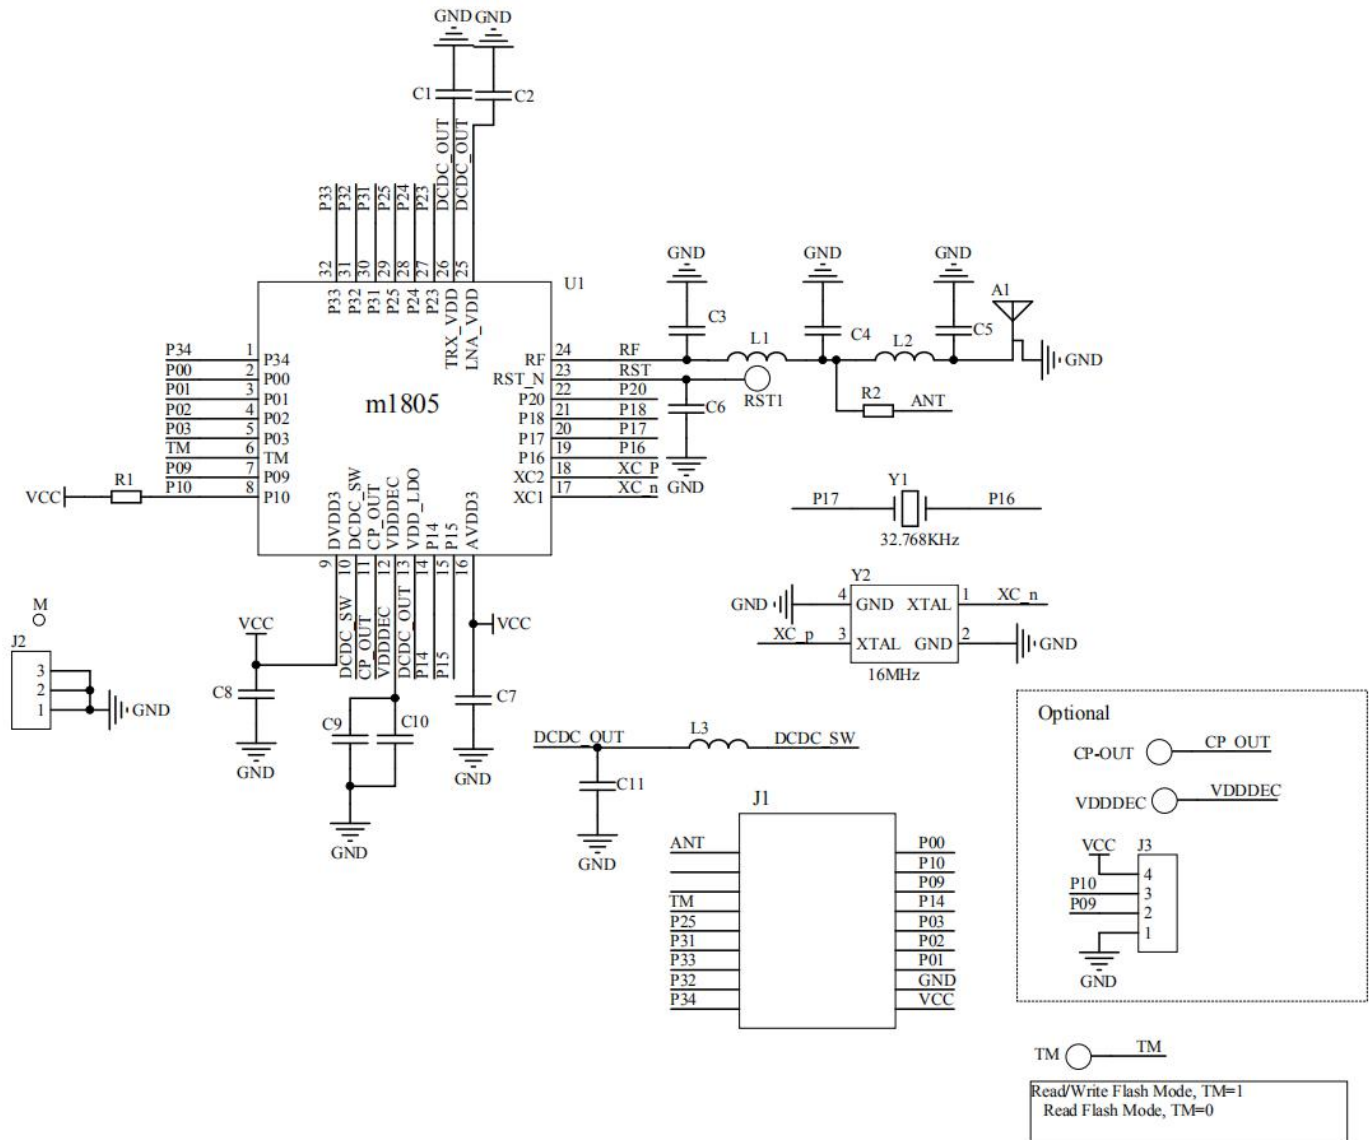 GND GND
C1 C2
DCDC_OUT
DCDC_OUT
P33
P32
P31
P25
P24
P23
32
31
30
29
28
27
26
25
P33
P32
P31
P25
P24
P23
TRX_VDD
LNA_VDD
U1
m1805
P34 1 P34
P00 2 P00
P01 3 P01
P02 4 P02
P03 5 P03
TM 6 TM
P09 7 P09
P10 8 P10
VCC R1
RF 24 RF
RST_N 23 RST
P20 22 P20
P18 21 P18
P17 20 P17
P16 19 P16
XC2 18 XC_P
XC1 17 XC_n
DVDD3
DCDC_SW
CP_OUT
VDDDEC
VDD_LDO
P14
P15
AVDD3
9
10
11
12
13
14
15
16
DCDC_SW
CP_OUT
VDDDEC
DCDC_OUT
P14
P15
GND GND GND
C3 C4 C5 A1
L1 L2
GND
RST1
C6
GND
R2 ANT
Y1
P17 P16
32.768KHz
Y2
GND 4 GND XTAL 1 XC_n
XC_p 3 XTAL GND 2 GND
16MHz
M
J2
3
2
1 GND
VCC
C8
GND
C9 C10
GND
VCC
C7
GND
DCDC_OUT L3 DCDC_SW
C11
GND
J1
ANT P00
P10
P09
TM P14
P25 P03
P31 P02
P33 P01
P32 GND
P34 VCC
Optional
CP-OUT CP_OUT
VDDDEC VDDDEC
VCC J3
4
P10 3
P09 2
1
GND
TM TM
Read/Write Flash Mode, TM=1
Read Flash Mode, TM=0